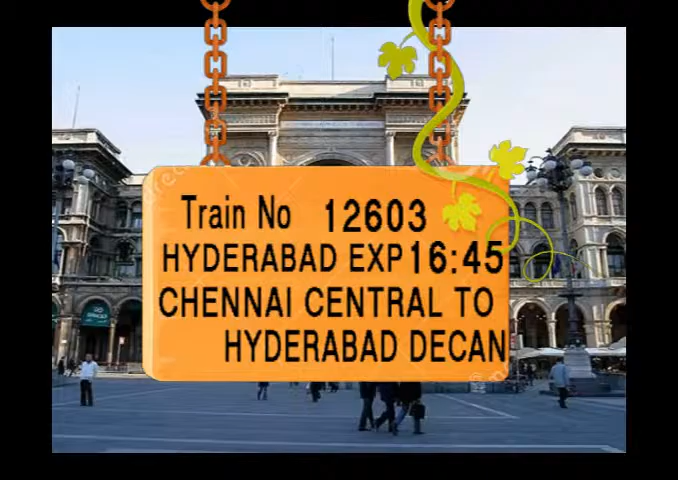 Train No 12603
HYDERABAD EXP 16:45
CHENNAI CENTRAL TO
HYDERABAD DECAN